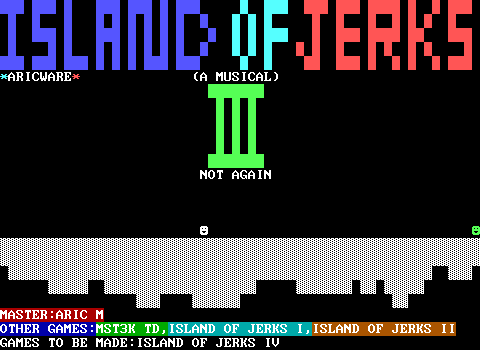 ISLAND OF JERKS
*ARICWARE* (A MUSICAL)
III
NOT AGAIN
MASTER:ARIC M
OTHER GAMES:MST3K TD,ISLAND OF JERKS I,ISLAND OF JERKS II
GAMES TO BE MADE:ISLAND OF JERKS IV